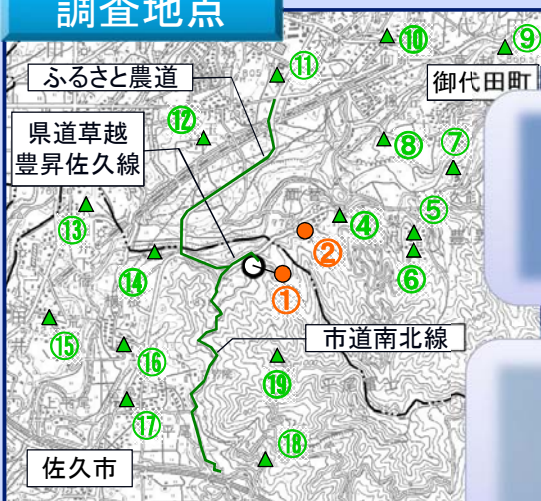 調査地点
⑩
⑨
⑪
ふるさと農道
御代田町
⑫
県道草越
豊昇佐久線
⑧
⑦
⑬
④
⑤
②
⑥
⑭
①
⑮
市道南北線
⑯
⑲
⑰
⑱
佐久市